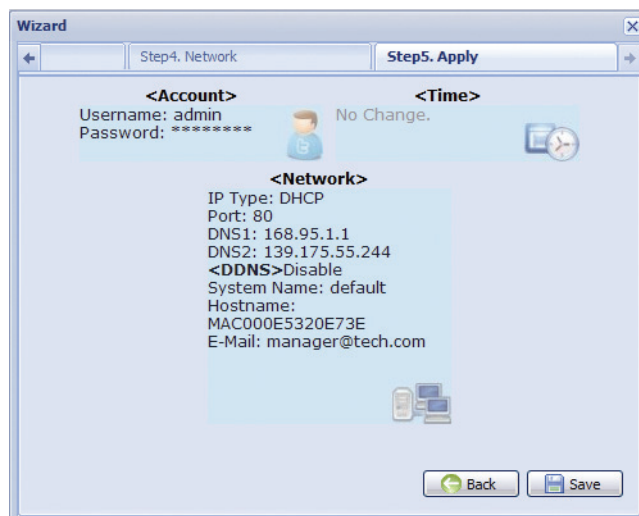 Wizard
Step4. Network
Step5. Apply
<Account>
Username: admin
Password: ********
<Time>
No Change.
<Network>
IP Type: DHCP
Port: 80
DNS1: 168.95.1.1
DNS2: 139.175.55.244
<DDNS>Disable
System Name: default
Hostname:
MAC000E5320E73E
E-Mail: manager@tech.com
Back
Save